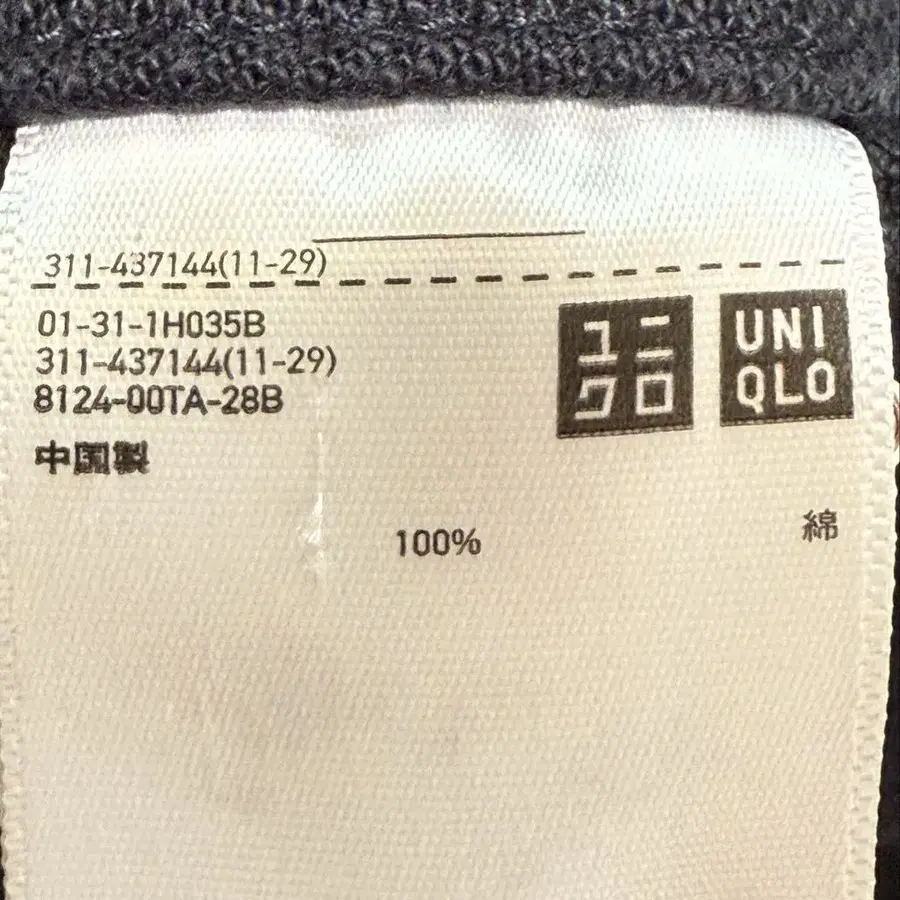 311-437144(11-29)
01-31-1H035B
311-437144(11-29)
8124-00TA-28B
中国製
ユニ
クロ
UNI
QLO
100% 綿